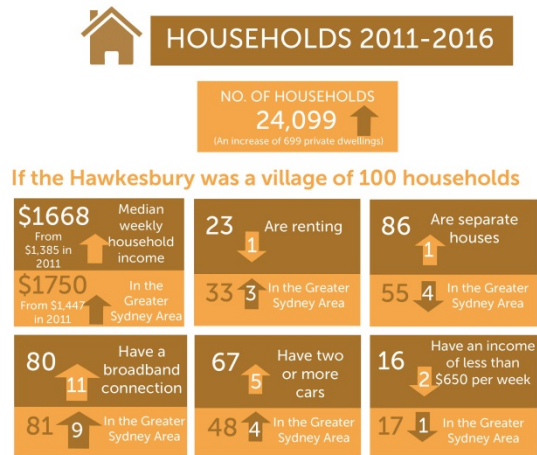 HOUSEHOLDS 2011-2016
NO. OF HOUSEHOLDS
24,099
(An increase of 699 private dwellings)
If the Hawkesbury was a village of 100 households
$1668
From
$1,385 in
2011
Median
weekly
household
income
$1750
From $1,447
in 2011
In the
Greater
Sydney Area
23
1
Are renting
33
3
In the Greater
Sydney Area
86
1
Are separate
houses
55
4
In the Greater
Sydney Area
80
11
Have a
broadband
connection
81
9
In the Greater
Sydney Area
67
5
Have two
or more
cars
48
4
In the Greater
Sydney Area
16
2
Have an income
of less than
$650 per week
17
1
In the Greater
Sydney Area